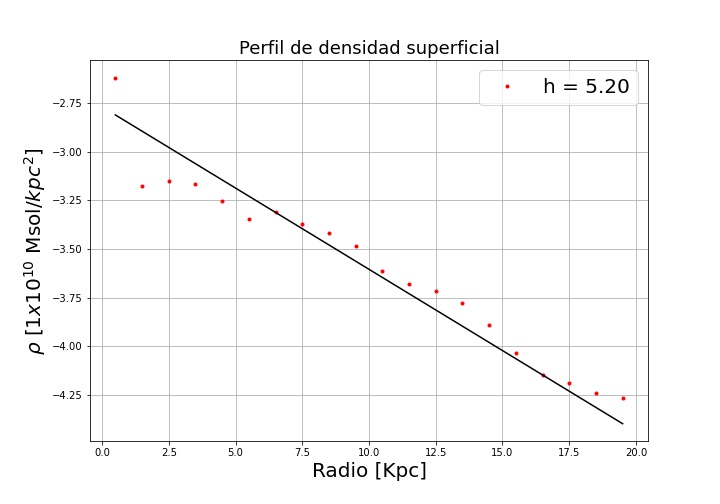 Perfil de densidad superficial
h = 5.20
ρ [1x10¹⁰ Msol/kpc²]
−2.75
−3.00
−3.25
−3.50
−3.75
−4.00
−4.25
0.0 2.5 5.0 7.5 10.0 12.5 15.0 17.5 20.0
Radio [Kpc]